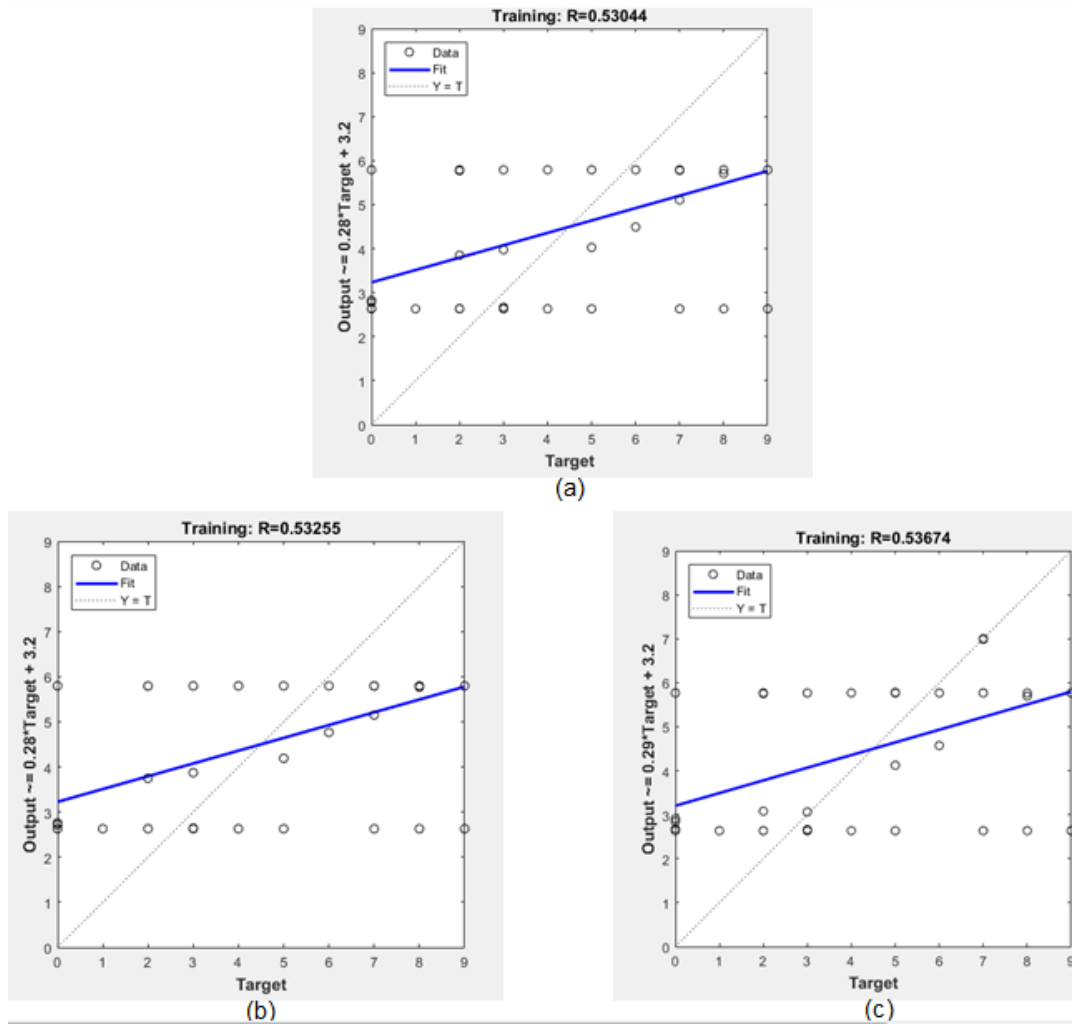 Training: R=0.53044
Data
Fit
Y = T
Output ~= 0.28*Target + 3.2
9
8
7
6
5
4
3
2
1
0
0 1 2 3 4 5 6 7 8 9
Target
(a)
Training: R=0.53255
Data
Fit
Y = T
Output ~= 0.28*Target + 3.2
9
8
7
6
5
4
3
2
1
0
0 1 2 3 4 5 6 7 8 9
Target
(b)
Training: R=0.53674
Data
Fit
Y = T
Output ~= 0.29*Target + 3.2
9
8
7
6
5
4
3
2
1
0
0 1 2 3 4 5 6 7 8 9
Target
(c)